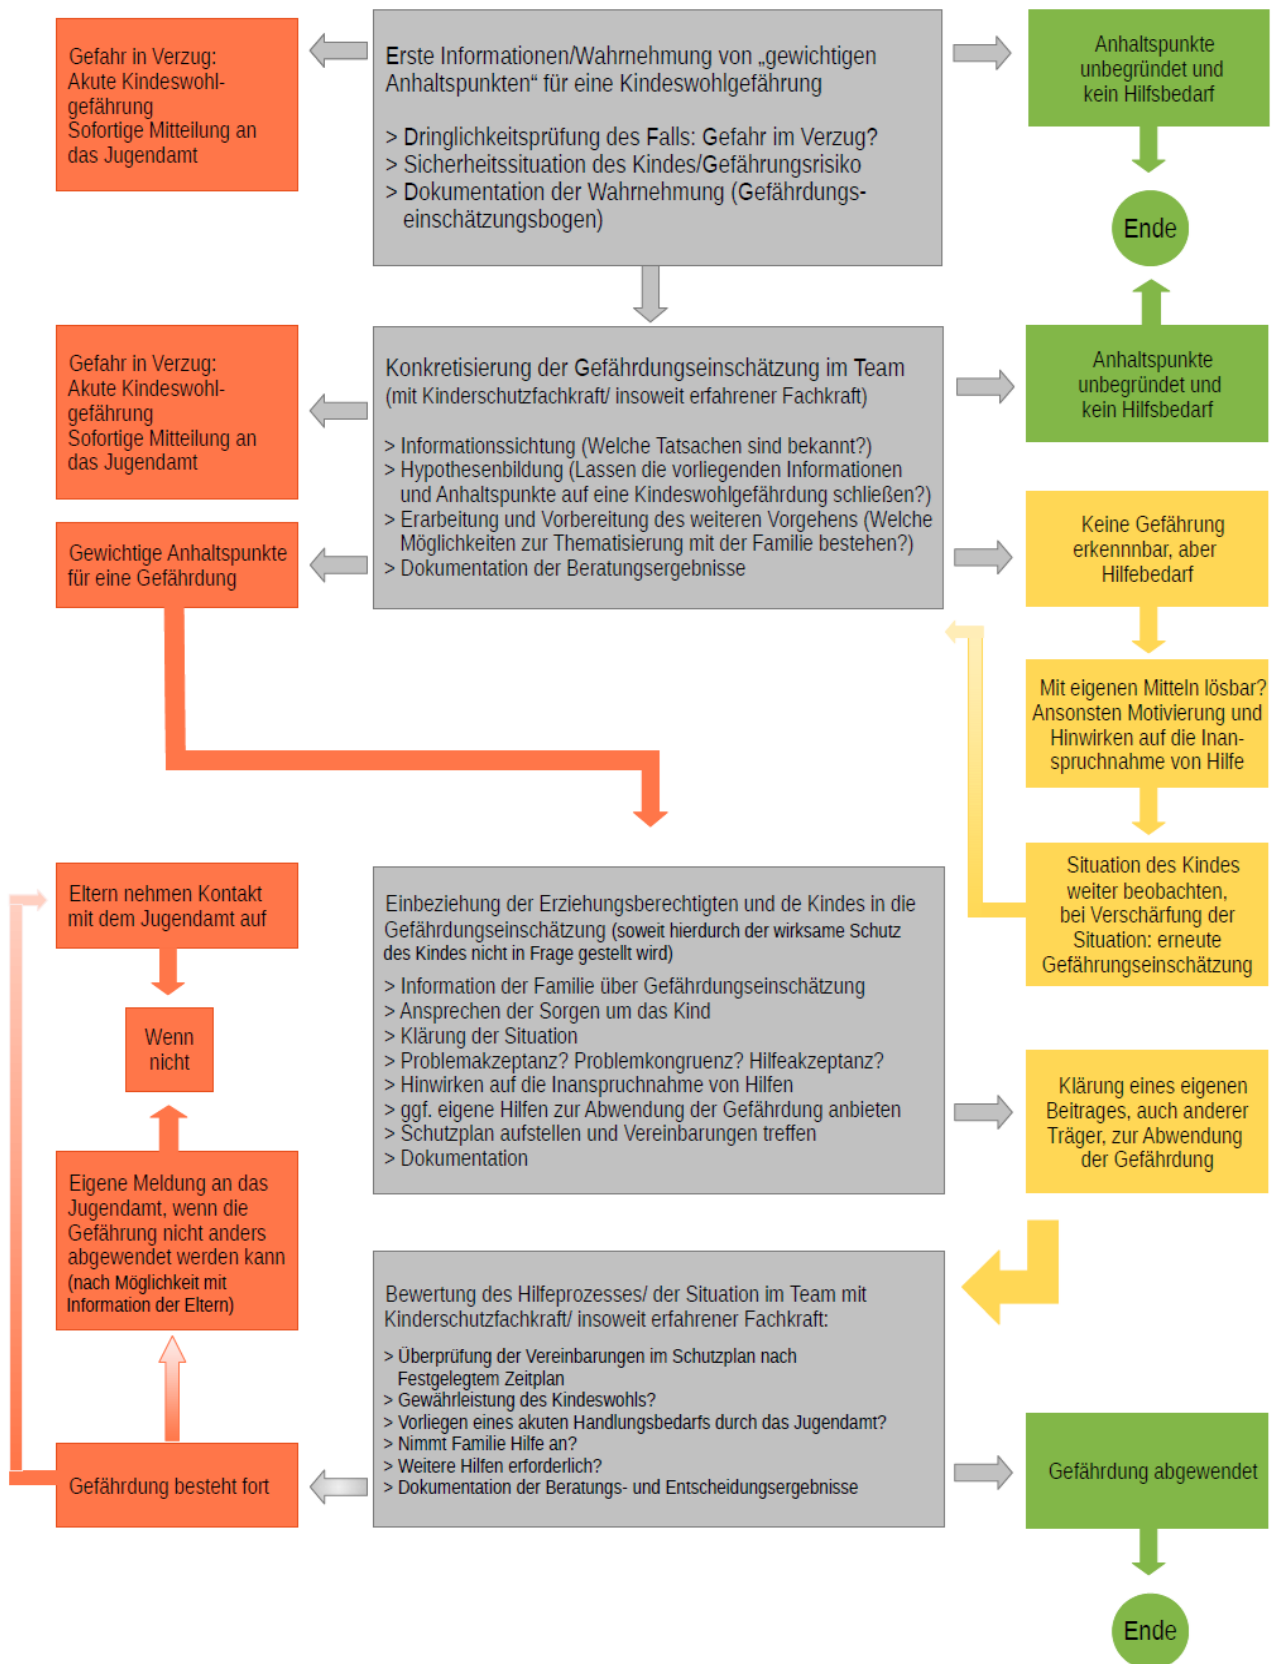 Gefahr in Verzug:
Akute Kindeswohl-
gefährung
Sofortige Mitteilung an
das Jugendamt
Erste Informationen/Wahrnehmung von „gewichtigen
Anhaltspunkten“ für eine Kindeswohlgefährung
> Dringlichkeitsprüfung des Falls: Gefahr im Verzug?
> Sicherheitssituation des Kindes/Gefährungsrisiko
> Dokumentation der Wahrnehmung (Gefährdungs-
einschätzungsbogen)
Anhaltspunkte
unbegründet und
kein Hilfsbedarf
Ende
Gefahr in Verzug:
Akute Kindeswohl-
gefährung
Sofortige Mitteilung an
das Jugendamt
Gewichtige Anhaltspunkte
für eine Gefährdung
Konkretisierung der Gefährdungseinschätzung im Team
(mit Kinderschutzfachkraft/ insoweit erfahrener Fachkraft)
> Informationssichtung (Welche Tatsachen sind bekannt?)
> Hypothesenbildung (Lassen die vorliegenden Informationen
und Anhaltspunkte auf eine Kindeswohlgefährdung schließen?)
> Erarbeitung und Vorbereitung des weiteren Vorgehens (Welche
Möglichkeiten zur Thematisierung mit der Familie bestehen?)
> Dokumentation der Beratungsergebnisse
Anhaltspunkte
unbegründet und
kein Hilfsbedarf
Keine Gefährung
erkennnbar, aber
Hilfebedarf
Mit eigenen Mitteln lösbar?
Ansonsten Motivierung und
Hinwirken auf die Inan-
spruchnahme von Hilfe
Situation des Kindes
weiter beobachten,
bei Verschärfung der
Situation: erneute
Gefährungseinschätzung
Eltern nehmen Kontakt
mit dem Jugendamt auf
Wenn
nicht
Eigene Meldung an das
Jugendamt, wenn die
Gefährung nicht anders
abgewendet werden kann
(nach Möglichkeit mit
Information der Eltern)
Einbeziehung der Erziehungsberechtigten und de Kindes in die
Gefährdungseinschätzung (soweit hierdurch der wirksame Schutz
des Kindes nicht in Frage gestellt wird)
> Information der Familie über Gefährdungseinschätzung
> Ansprechen der Sorgen um das Kind
> Klärung der Situation
> Problemakzeptanz? Problemkongruenz? Hilfeakzeptanz?
> Hinwirken auf die Inanspruchnahme von Hilfen
> ggf. eigene Hilfen zur Abwendung der Gefährdung anbieten
> Schutzplan aufstellen und Vereinbarungen treffen
> Dokumentation
Klärung eines eigenen
Beitrages, auch anderer
Träger, zur Abwendung
der Gefährdung
Bewertung des Hilfeprozesses/ der Situation im Team mit
Kinderschutzfachkraft/ insoweit erfahrener Fachkraft:
> Überprüfung der Vereinbarungen im Schutzplan nach
Festgelegtem Zeitplan
> Gewährleistung des Kindeswohls?
> Vorliegen eines akuten Handlungsbedarfs durch das Jugendamt?
> Nimmt Familie Hilfe an?
> Weitere Hilfen erforderlich?
> Dokumentation der Beratungs- und Entscheidungsergebnisse
Gefährdung besteht fort
Gefährdung abgewendet
Ende